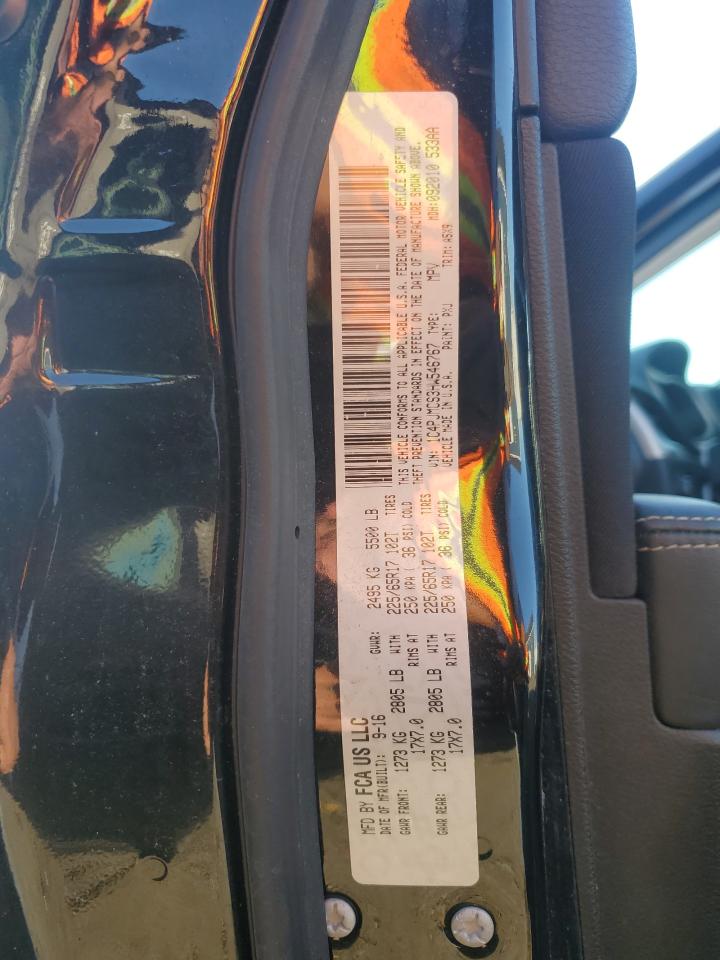 MFD BY FCA US LLC
DATE OF MFR(BUILT): 9-16 GVWR: 2495 KG 5500 LB
GAWR FRONT: 1273 KG 2805 LB WITH 225/65R17 102T TIRES
17X7.0 RIMS AT 250 KPA ( 36 PSI) COLD
GAWR REAR: 1273 KG 2805 LB WITH 225/65R17 102T TIRES
17X7.0 RIMS AT 250 KPA ( 36 PSI) COLD
THIS VEHICLE CONFORMS TO ALL APPLICABLE U.S.A. FEDERAL MOTOR VEHICLE SAFETY AND
THEFT PREVENTION STANDARDS IN EFFECT ON THE DATE OF MANUFACTURE SHOWN ABOVE.
VIN: 1C4PJMCS3HW546767 TYPE: MPV MDH:092010 533AA
VEHICLE MADE IN U.S.A. PAINT: PXJ TRIM: A5X9